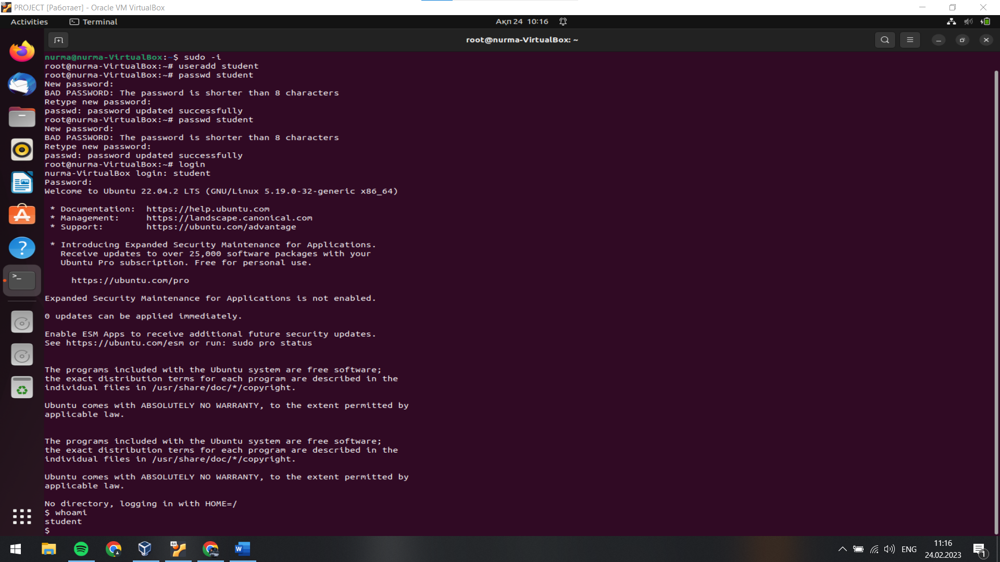 PROJECT [Работает] - Oracle VM VirtualBox
Activities
Terminal
Ақп 24 10:16
root@nurma-VirtualBox: ~
nurma@nurma-VirtualBox:~$ sudo -i
root@nurma-VirtualBox:~# useradd student
root@nurma-VirtualBox:~# passwd student
New password:
BAD PASSWORD: The password is shorter than 8 characters
Retype new password:
passwd: password updated successfully
root@nurma-VirtualBox:~# passwd student
New password:
BAD PASSWORD: The password is shorter than 8 characters
Retype new password:
passwd: password updated successfully
root@nurma-VirtualBox:~# login
nurma-VirtualBox login: student
Password:
Welcome to Ubuntu 22.04.2 LTS (GNU/Linux 5.19.0-32-generic x86_64)
* Documentation: https://help.ubuntu.com
* Management: https://landscape.canonical.com
* Support: https://ubuntu.com/advantage
* Introducing Expanded Security Maintenance for Applications.
Receive updates to over 25,000 software packages with your
Ubuntu Pro subscription. Free for personal use.
https://ubuntu.com/pro
Expanded Security Maintenance for Applications is not enabled.
0 updates can be applied immediately.
Enable ESM Apps to receive additional future security updates.
See https://ubuntu.com/esm or run: sudo pro status
The programs included with the Ubuntu system are free software;
the exact distribution terms for each program are described in the
individual files in /usr/share/doc/*/copyright.
Ubuntu comes with ABSOLUTELY NO WARRANTY, to the extent permitted by
applicable law.
The programs included with the Ubuntu system are free software;
the exact distribution terms for each program are described in the
individual files in /usr/share/doc/*/copyright.
Ubuntu comes with ABSOLUTELY NO WARRANTY, to the extent permitted by
applicable law.
No directory, logging in with HOME=/
$ whoami
student
$
64
W
ENG
11:16
24.02.2023
1